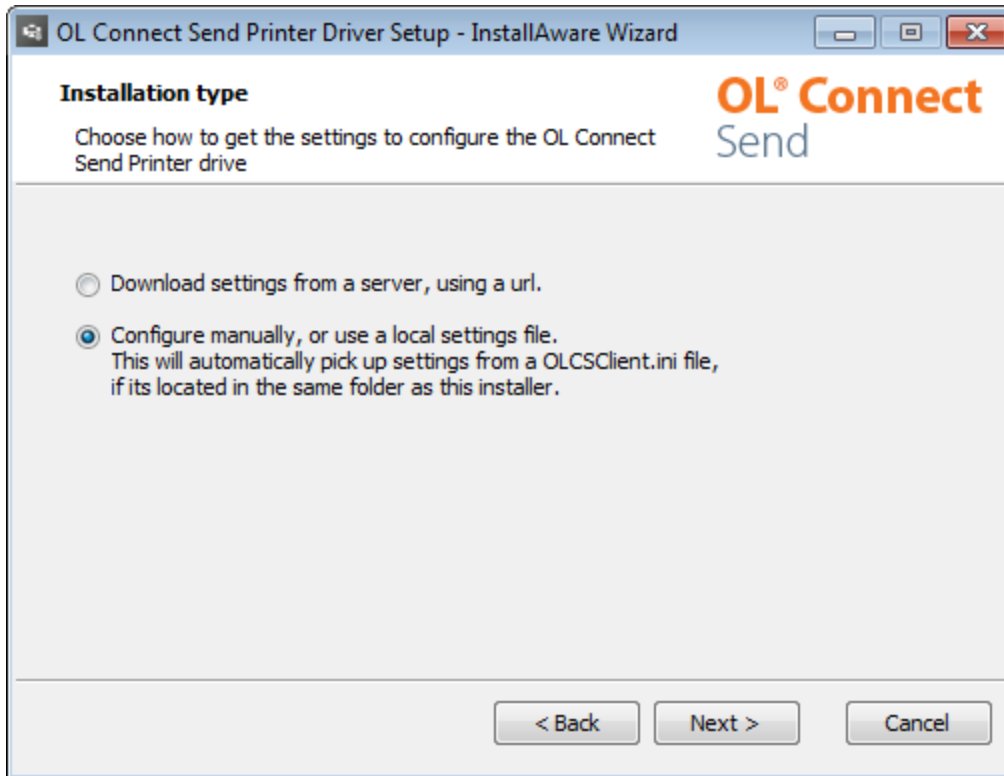 OL Connect Send Printer Driver Setup - InstallAware Wizard
Installation type
Choose how to get the settings to configure the OL Connect
Send Printer drive
OL® Connect
Send
Download settings from a server, using a url.
Configure manually, or use a local settings file.
This will automatically pick up settings from a OLCSClient.ini file,
if its located in the same folder as this installer.
< Back
Next >
Cancel